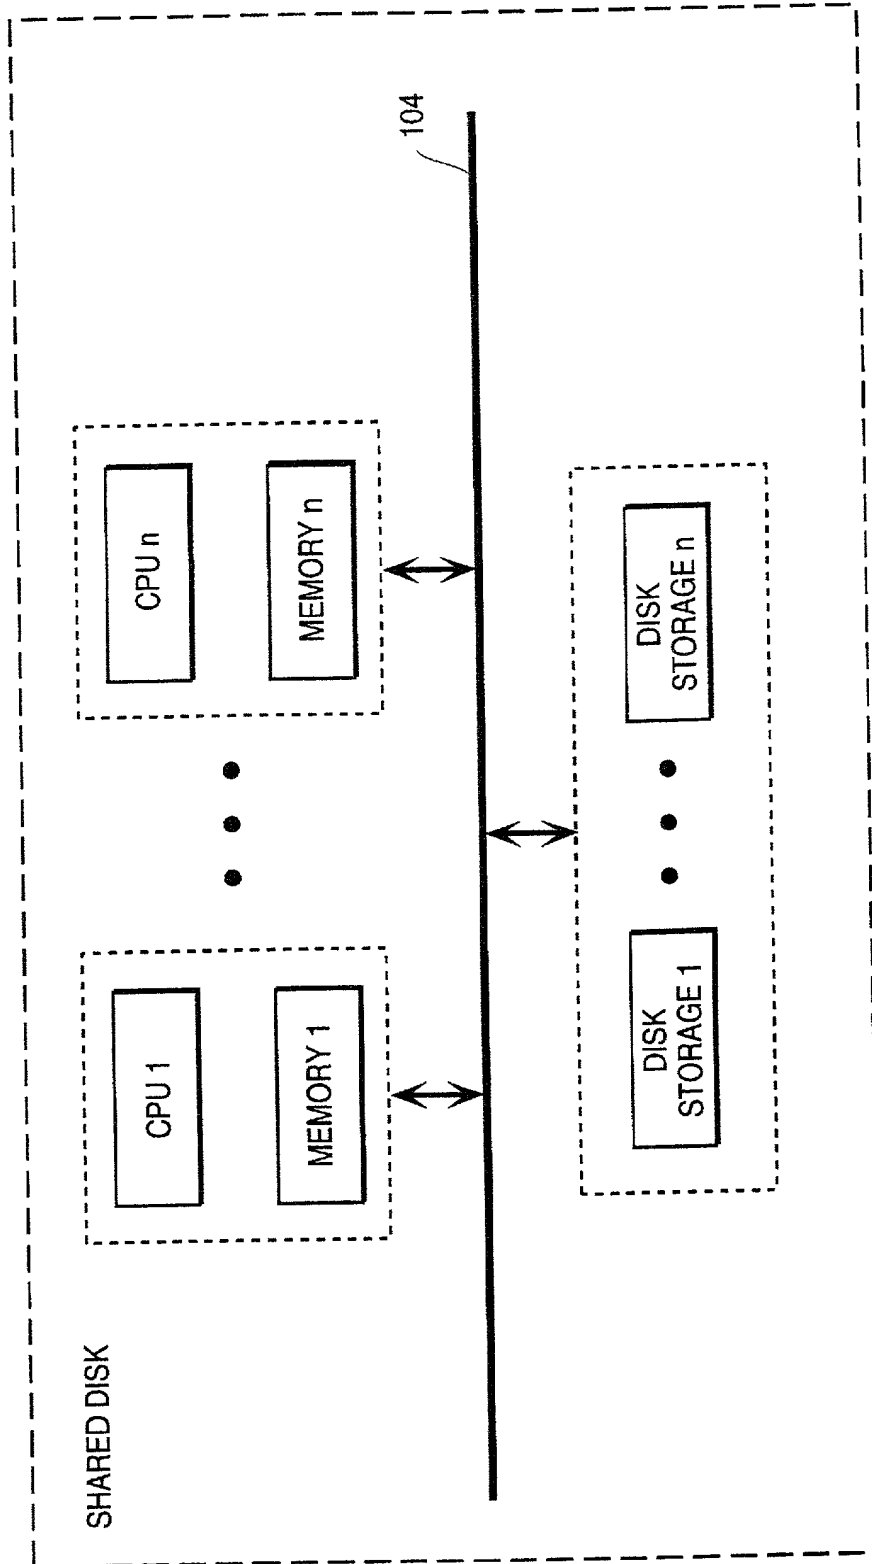 SHARED DISK
CPU 1
MEMORY 1
CPU n
MEMORY n
104
DISK
STORAGE 1
DISK
STORAGE n